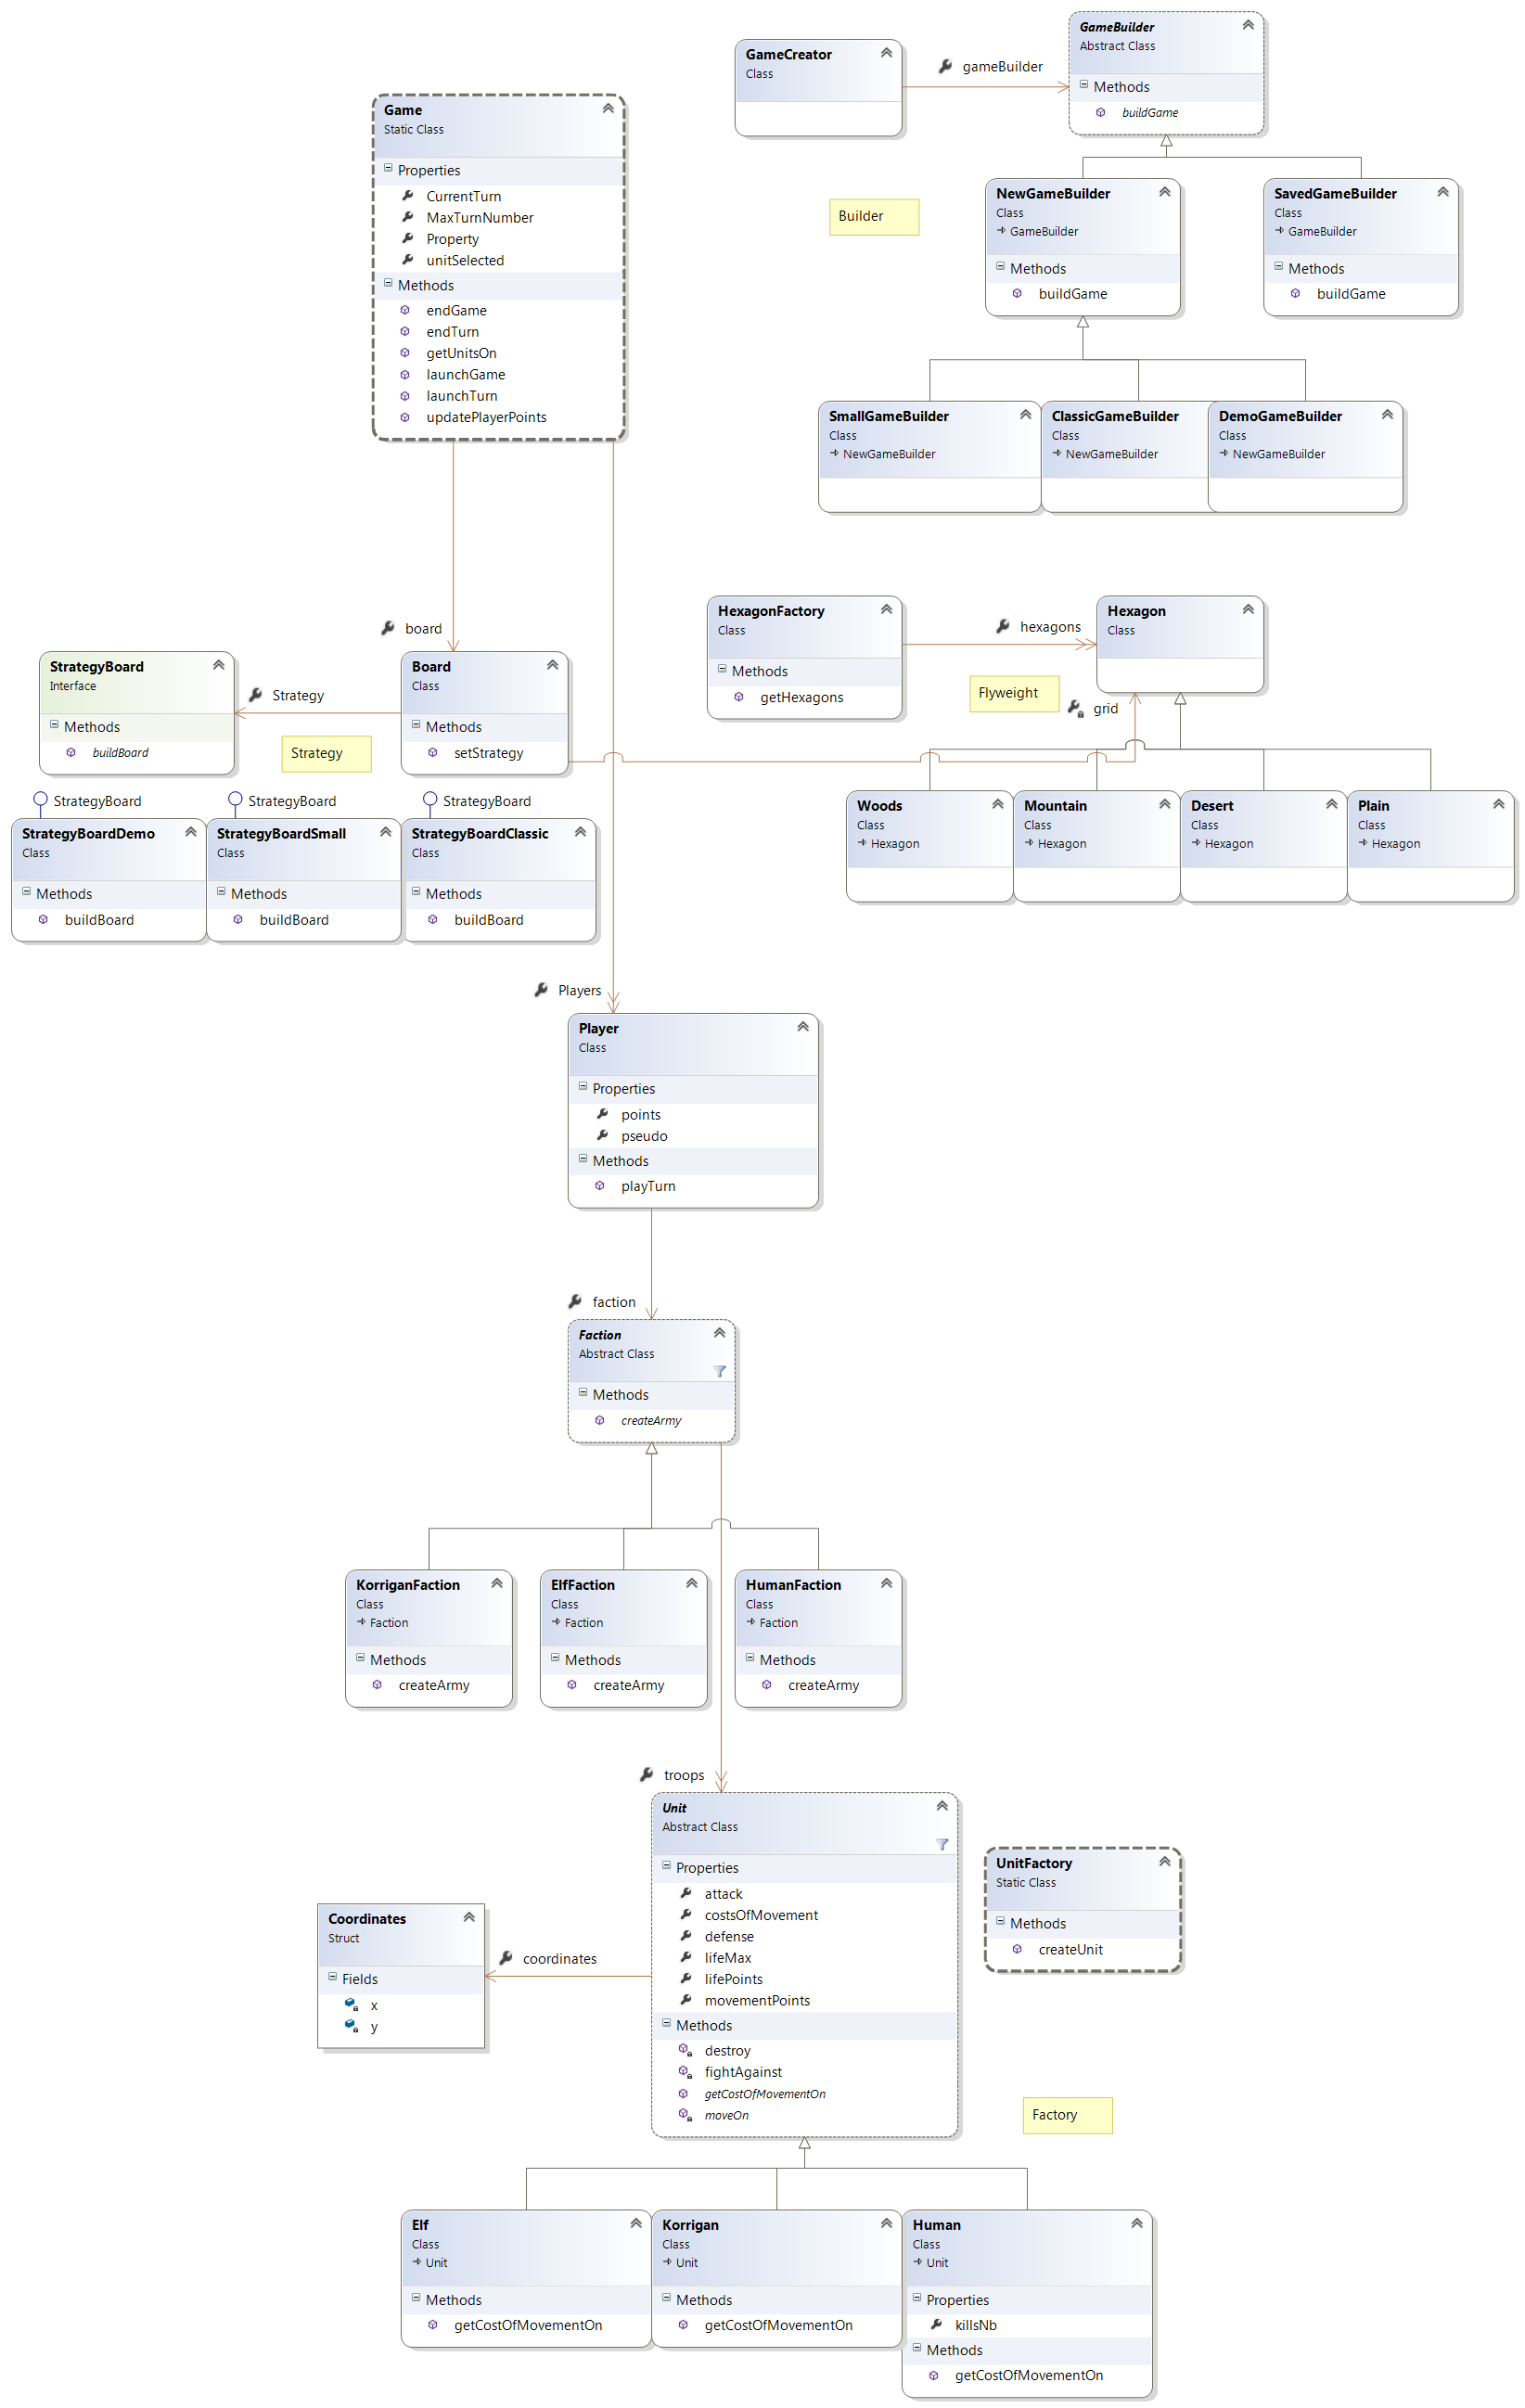 GameBuilder
Abstract Class
Methods
buildGame
GameCreator
Class
gameBuilder
Game
Static Class
Properties
CurrentTurn
MaxTurnNumber
Property
unitSelected
Methods
endGame
endTurn
getUnitsOn
launchGame
launchTurn
updatePlayerPoints
Builder
NewGameBuilder
Class
GameBuilder
Methods
buildGame
SavedGameBuilder
Class
GameBuilder
Methods
buildGame
SmallGameBuilder
Class
NewGameBuilder
ClassicGameBuilder
Class
NewGameBuilder
DemoGameBuilder
Class
NewGameBuilder
board
StrategyBoard
Interface
Methods
buildBoard
Strategy
Strategy
Board
Class
Methods
setStrategy
HexagonFactory
Class
Methods
getHexagons
hexagons
Flyweight
Hexagon
Class
grid
StrategyBoard
StrategyBoardDemo
Class
Methods
buildBoard
StrategyBoard
StrategyBoardSmall
Class
Methods
buildBoard
StrategyBoard
StrategyBoardClassic
Class
Methods
buildBoard
Woods
Class
Hexagon
Mountain
Class
Hexagon
Desert
Class
Hexagon
Plain
Class
Hexagon
Players
Player
Class
Properties
points
pseudo
Methods
playTurn
faction
Faction
Abstract Class
Methods
createArmy
KorriganFaction
Class
Faction
Methods
createArmy
ElfFaction
Class
Faction
Methods
createArmy
HumanFaction
Class
Faction
Methods
createArmy
troops
Unit
Abstract Class
Properties
attack
costsOfMovement
defense
lifeMax
lifePoints
movementPoints
Methods
destroy
fightAgainst
getCostOfMovementOn
moveOn
UnitFactory
Static Class
Methods
createUnit
Coordinates
Struct
Fields
x
y
coordinates
Factory
Elf
Class
Unit
Methods
getCostOfMovementOn
Korrigan
Class
Unit
Methods
getCostOfMovementOn
Human
Class
Unit
Properties
killsNb
Methods
getCostOfMovementOn